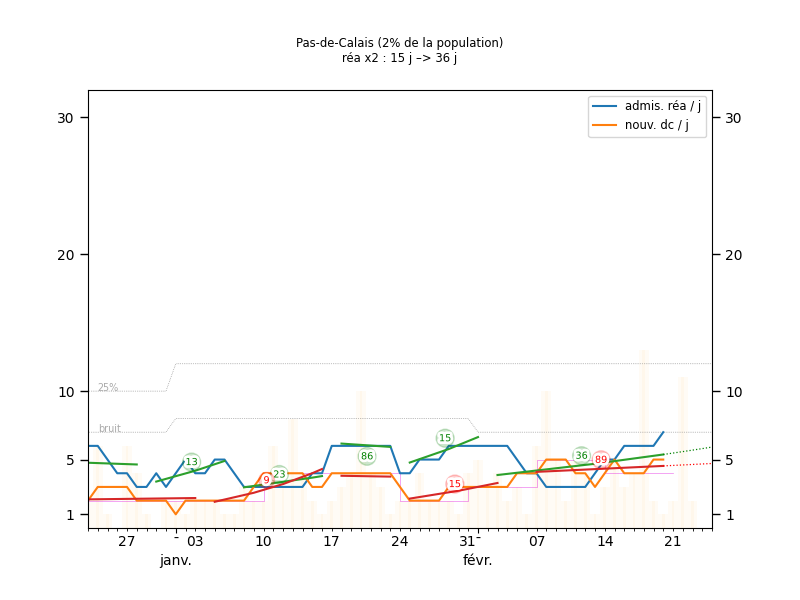 Pas-de-Calais (2% de la population)
réa x2 : 15 j –> 36 j
admis. réa / j
nouv. dc / j
30 30
20 20
25%
10 10
bruit
15
13 86 36 89
5 5
9 23 15
1 1
27 - 03 10 17 24 31- 07 14 21
janv. févr.